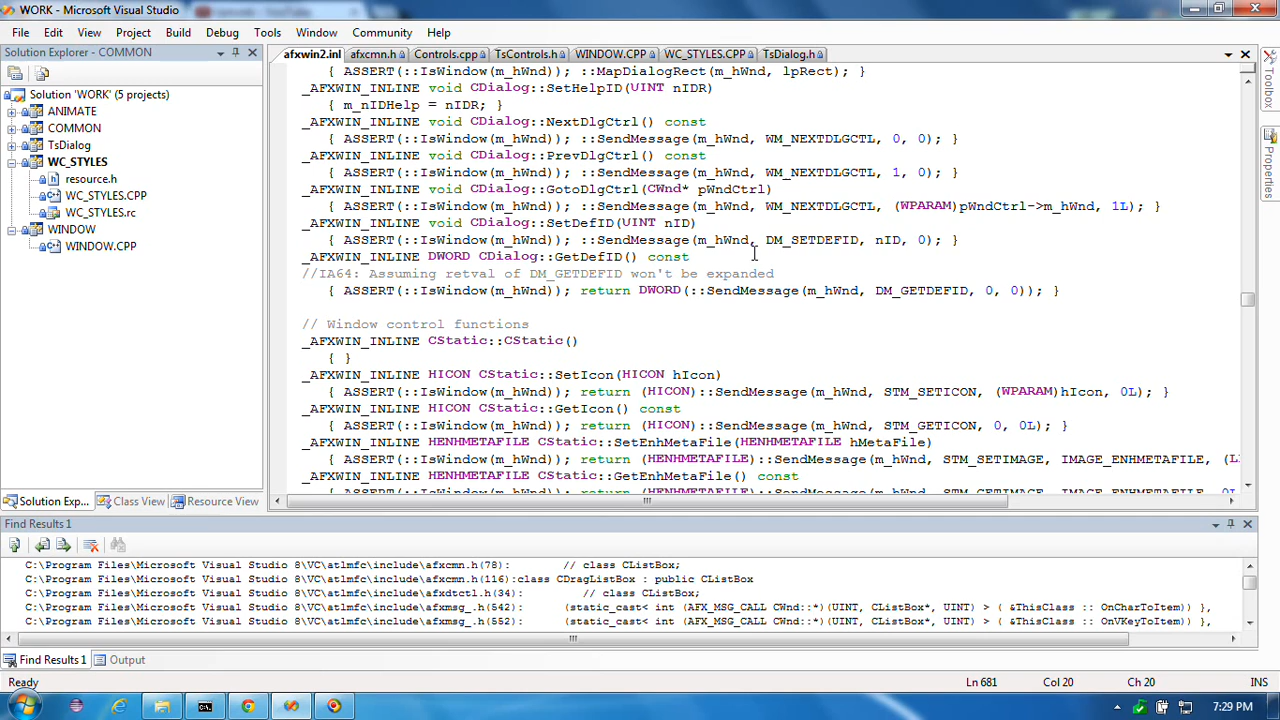 WORK - Microsoft Visual Studio
File Edit View Project Build Debug Tools Window Community Help
Solution Explorer - COMMON
Solution 'WORK' (5 projects)
ANIMATE
COMMON
TsDialog
WC_STYLES
resource.h
WC_STYLES.CPP
WC_STYLES.rc
WINDOW
WINDOW.CPP
Solution Exp... Class View Resource View
afxwin2.inl afxcmn.h Controls.cpp TsControls.h WINDOW.CPP WC_STYLES.CPP TsDialog.h
{ ASSERT(::IsWindow(m_hWnd)); ::MapDialogRect(m_hWnd, lpRect); }
_AFXWIN_INLINE void CDialog::SetHelpID(UINT nIDR)
{ m_nIDHelp = nIDR; }
_AFXWIN_INLINE void CDialog::NextDlgCtrl() const
{ ASSERT(::IsWindow(m_hWnd)); ::SendMessage(m_hWnd, WM_NEXTDLGCTL, 0, 0); }
_AFXWIN_INLINE void CDialog::PrevDlgCtrl() const
{ ASSERT(::IsWindow(m_hWnd)); ::SendMessage(m_hWnd, WM_NEXTDLGCTL, 1, 0); }
_AFXWIN_INLINE void CDialog::GotoDlgCtrl(CWnd* pWndCtrl)
{ ASSERT(::IsWindow(m_hWnd)); ::SendMessage(m_hWnd, WM_NEXTDLGCTL, (WPARAM)pWndCtrl->m_hWnd, 1L); }
_AFXWIN_INLINE void CDialog::SetDefID(UINT nID)
{ ASSERT(::IsWindow(m_hWnd)); ::SendMessage(m_hWnd, DM_SETDEFID, nID, 0); }
_AFXWIN_INLINE DWORD CDialog::GetDefID() const
//IA64: Assuming retval of DM_GETDEFID won't be expanded
{ ASSERT(::IsWindow(m_hWnd)); return DWORD(::SendMessage(m_hWnd, DM_GETDEFID, 0, 0)); }
// Window control functions
_AFXWIN_INLINE CStatic::CStatic()
{ }
_AFXWIN_INLINE HICON CStatic::SetIcon(HICON hIcon)
{ ASSERT(::IsWindow(m_hWnd)); return (HICON)::SendMessage(m_hWnd, STM_SETICON, (WPARAM)hIcon, 0L); }
_AFXWIN_INLINE HICON CStatic::GetIcon() const
{ ASSERT(::IsWindow(m_hWnd)); return (HICON)::SendMessage(m_hWnd, STM_GETICON, 0, 0L); }
_AFXWIN_INLINE HENHMETAFILE CStatic::SetEnhMetaFile(HENHMETAFILE hMetaFile)
{ ASSERT(::IsWindow(m_hWnd)); return (HENHMETAFILE)::SendMessage(m_hWnd, STM_SETIMAGE, IMAGE_ENHMETAFILE, (L
_AFXWIN_INLINE HENHMETAFILE CStatic::GetEnhMetaFile() const
{ ASSERT(::IsWindow(m_hWnd)); return (HENHMETAFILE)::SendMessage(m_hWnd, STM_GETIMAGE, IMAGE_ENHMETAFILE, 0L
Toolbox
Properties
Find Results 1
C:\Program Files\Microsoft Visual Studio 8\VC\atlmfc\include\afxcmn.h(78): // class CListBox;
C:\Program Files\Microsoft Visual Studio 8\VC\atlmfc\include\afxcmn.h(116):class CDragListBox : public CListBox
C:\Program Files\Microsoft Visual Studio 8\VC\atlmfc\include\afxdtctl.h(34): // class CListBox;
C:\Program Files\Microsoft Visual Studio 8\VC\atlmfc\include\afxmsg_.h(542): (static_cast< int (AFX_MSG_CALL CWnd::*)(UINT, CListBox*, UINT) > ( &ThisClass :: OnCharToItem)) },
C:\Program Files\Microsoft Visual Studio 8\VC\atlmfc\include\afxmsg_.h(552): (static_cast< int (AFX_MSG_CALL CWnd::*)(UINT, CListBox*, UINT) > ( &ThisClass :: OnVKeyToItem)) },
Find Results 1 Output
Ready Ln 681 Col 20 Ch 20 INS
7:29 PM